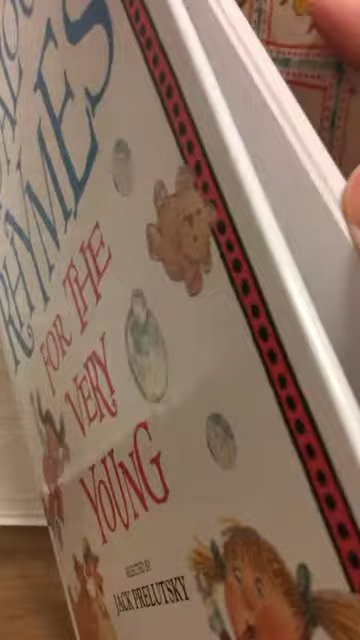 RHYMES
FOR THE
VERY
YOUNG
SELECTED BY
JACK PRELUTSKY